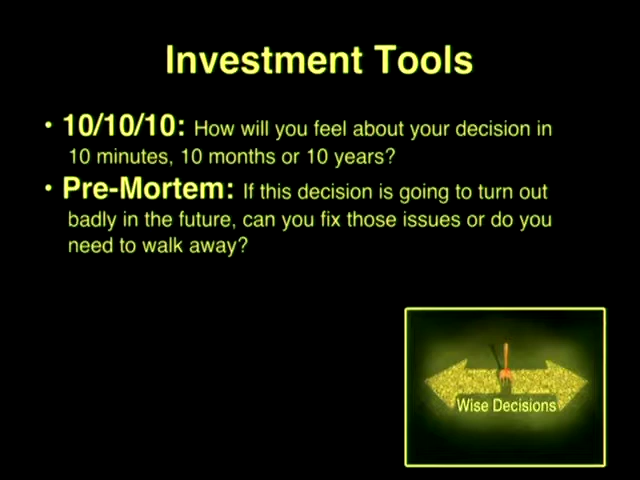 Investment Tools
• 10/10/10: How will you feel about your decision in
10 minutes, 10 months or 10 years?
• Pre-Mortem: If this decision is going to turn out
badly in the future, can you fix those issues or do you
need to walk away?
Wise Decisions